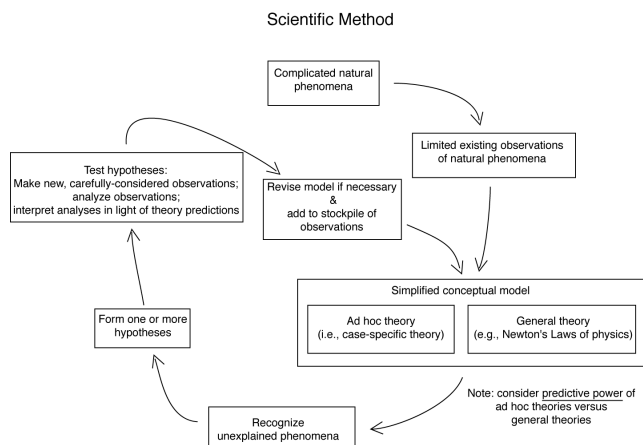 Scientific Method
Complicated natural
phenomena
Limited existing observations
of natural phenomena
Test hypotheses:
Make new, carefully-considered observations;
analyze observations;
interpret analyses in light of theory predictions
Revise model if necessary
&
add to stockpile of
observations
Simplified conceptual model
Ad hoc theory
(i.e., case-specific theory)
General theory
(e.g., Newton's Laws of physics)
Form one or more
hypotheses
Note: consider predictive power of
ad hoc theories versus
general theories
Recognize
unexplained phenomena